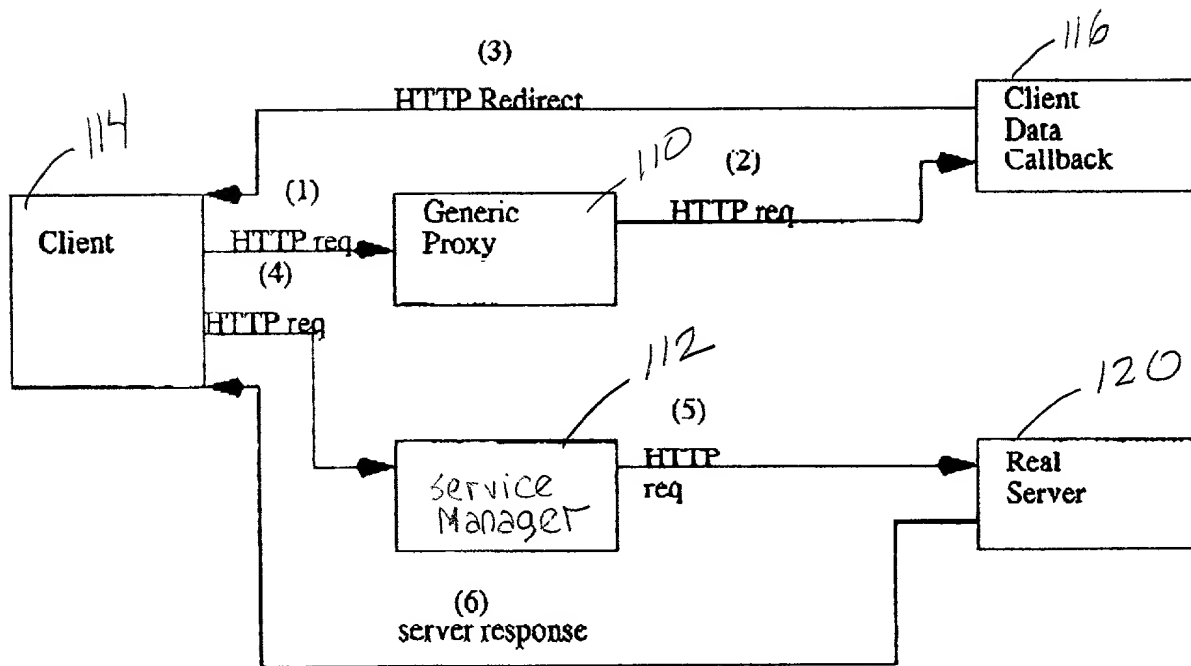 (3)
HTTP Redirect
116
Client
Data
Callback
114
Client
(1)
HTTP req
(4)
HTTP req
110
Generic
Proxy
(2)
HTTP req
112
Service
Manager
(5)
HTTP
req
120
Real
Server
(6)
server response